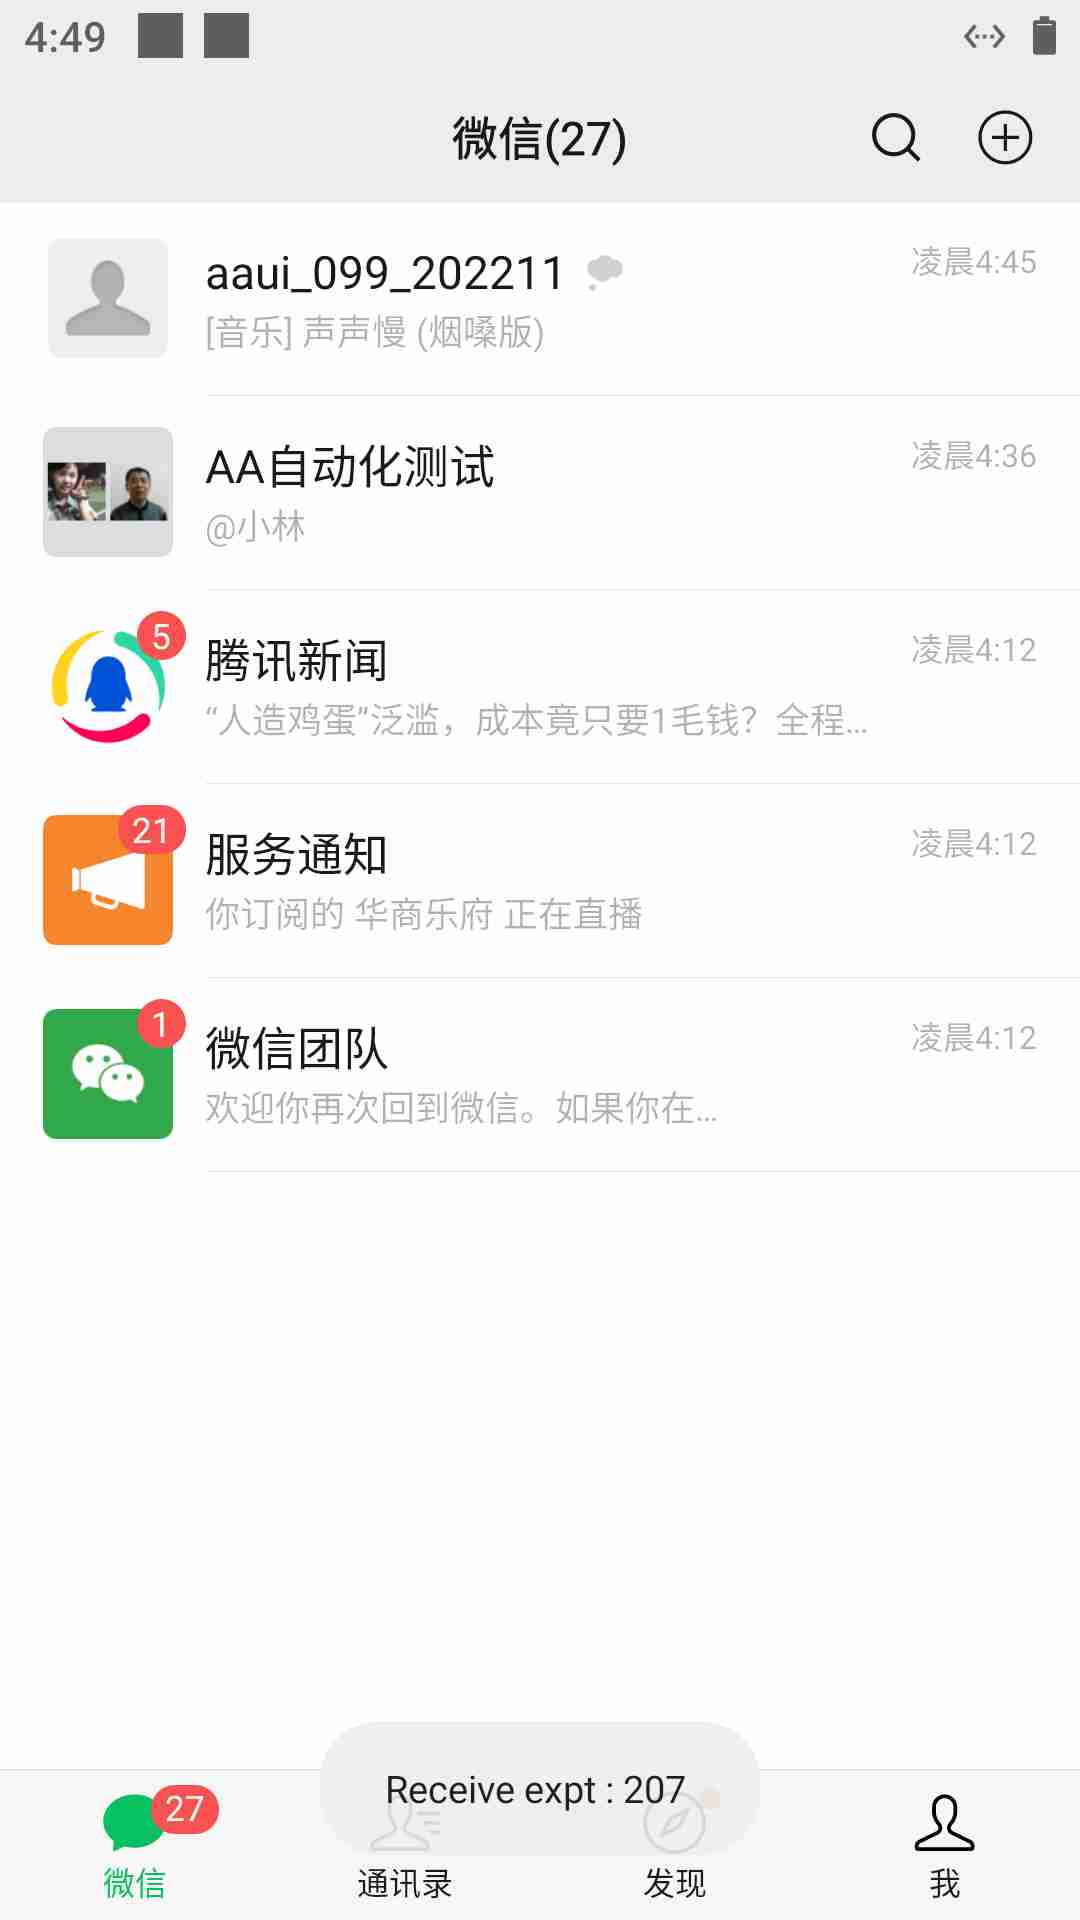 4:49
微信(27)
aaui_099_202211
凌晨4:45
[音乐] 声声慢 (烟嗓版)
AA自动化测试
凌晨4:36
@小林
5
腾讯新闻
凌晨4:12
“人造鸡蛋”泛滥，成本竟只要1毛钱？全程...
21
服务通知
凌晨4:12
你订阅的 华商乐府 正在直播
1
微信团队
凌晨4:12
欢迎你再次回到微信。如果你在...
Receive expt : 207
27
微信
通讯录
发现
我